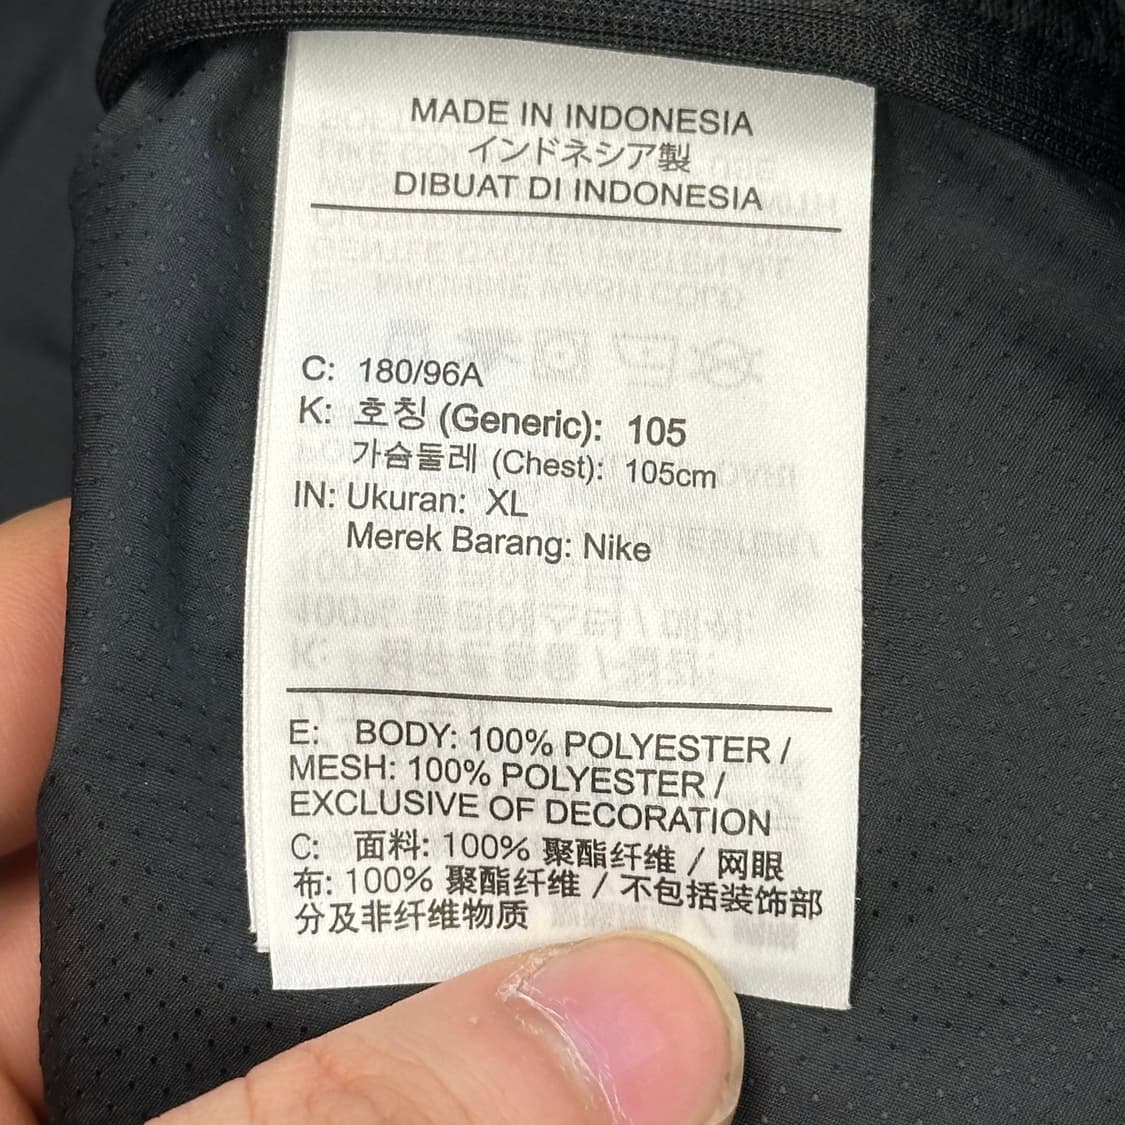 MADE IN INDONESIA
インドネシア製
DIBUAT DI INDONESIA
C: 180/96A
K: 호칭 (Generic): 105
가슴둘레 (Chest): 105cm
IN: Ukuran: XL
Merek Barang: Nike
E: BODY: 100% POLYESTER /
MESH: 100% POLYESTER /
EXCLUSIVE OF DECORATION
C: 面料: 100% 聚酯纤维 / 网眼
布: 100% 聚酯纤维 / 不包括装饰部
分及非纤维物质